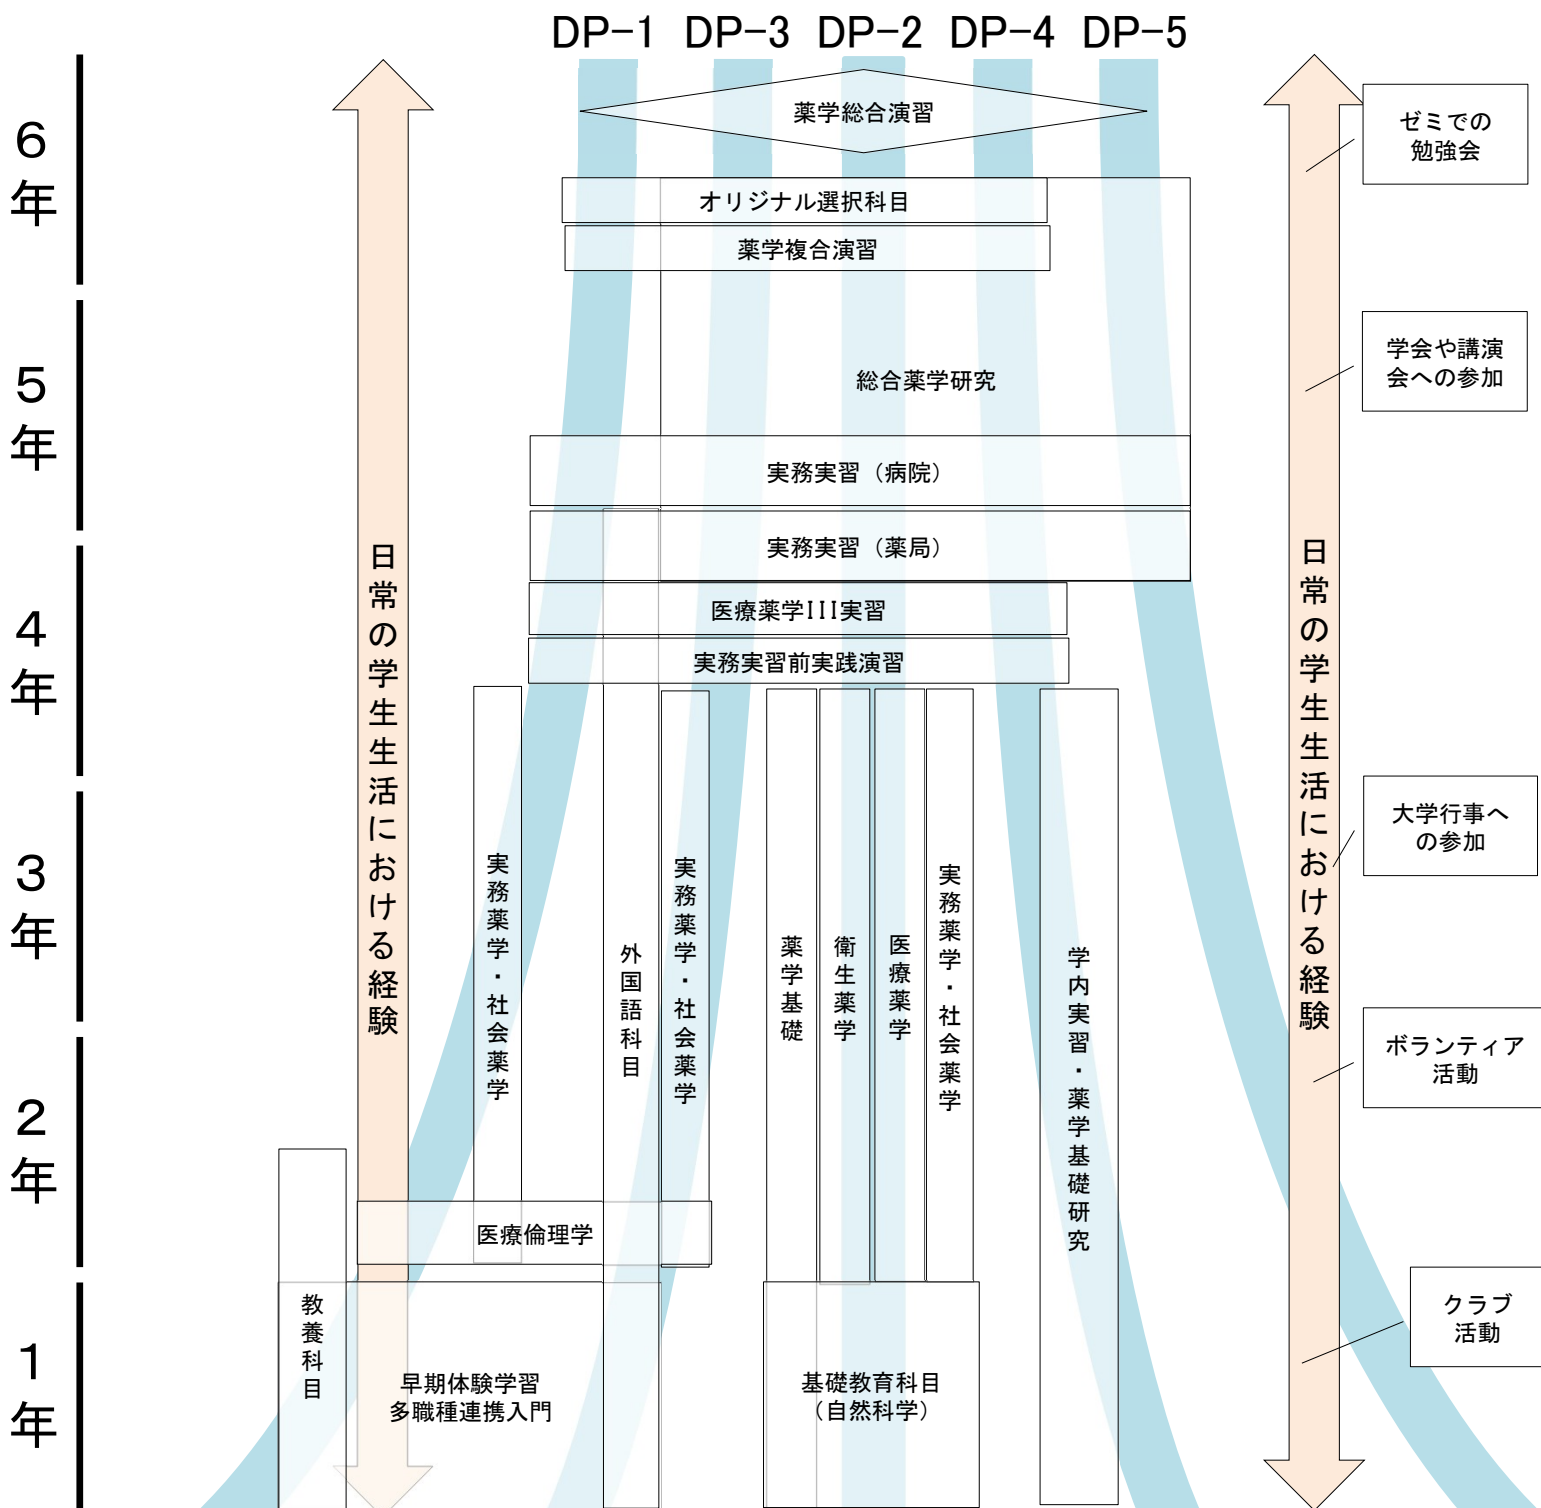 DP-1 DP-3 DP-2 DP-4 DP-5
6年
5年
4年
3年
2年
1年
日常の学生生活における経験
薬学総合演習
オリジナル選択科目
薬学複合演習
総合薬学研究
実務実習（病院）
実務実習（薬局）
医療薬学III実習
実務実習前実践演習
実務薬学・社会薬学
外国語科目
実務薬学・社会薬学
薬学基礎
衛生薬学
医療薬学
実務薬学・社会薬学
学内実習・薬学基礎研究
医療倫理学
教養科目
早期体験学習
多職種連携入門
基礎教育科目
（自然科学）
日常の学生生活における経験
ゼミでの
勉強会
学会や講演
会への参加
大学行事へ
の参加
ボランティア
活動
クラブ
活動